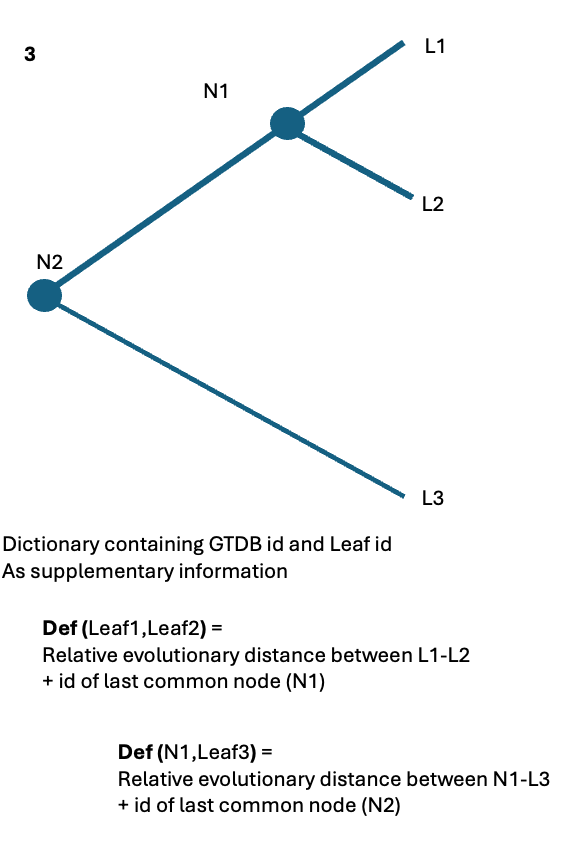 3
L1
N1
L2
N2
L3
Dictionary containing GTDB id and Leaf id
As supplementary information
Def (Leaf1,Leaf2) =
Relative evolutionary distance between L1-L2
+ id of last common node (N1)
Def (N1,Leaf3) =
Relative evolutionary distance between N1-L3
+ id of last common node (N2)